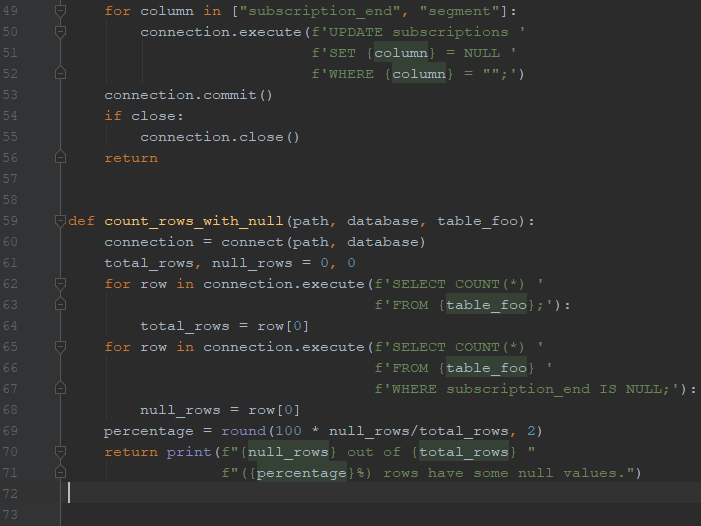 49 for column in ["subscription_end", "segment"]:
50 connection.execute(f'UPDATE subscriptions '
51 f'SET {column} = NULL '
52 f'WHERE {column} = "";')
53 connection.commit()
54 if close:
55 connection.close()
56 return
57
58
59 def count_rows_with_null(path, database, table_foo):
60 connection = connect(path, database)
61 total_rows, null_rows = 0, 0
62 for row in connection.execute(f'SELECT COUNT(*) '
63 f'FROM {table_foo};'):
64 total_rows = row[0]
65 for row in connection.execute(f'SELECT COUNT(*) '
66 f'FROM {table_foo} '
67 f'WHERE subscription_end IS NULL;'):
68 null_rows = row[0]
69 percentage = round(100 * null_rows/total_rows, 2)
70 return print(f"{null_rows} out of {total_rows} "
71 f"({percentage}%) rows have some null values.")
72
73